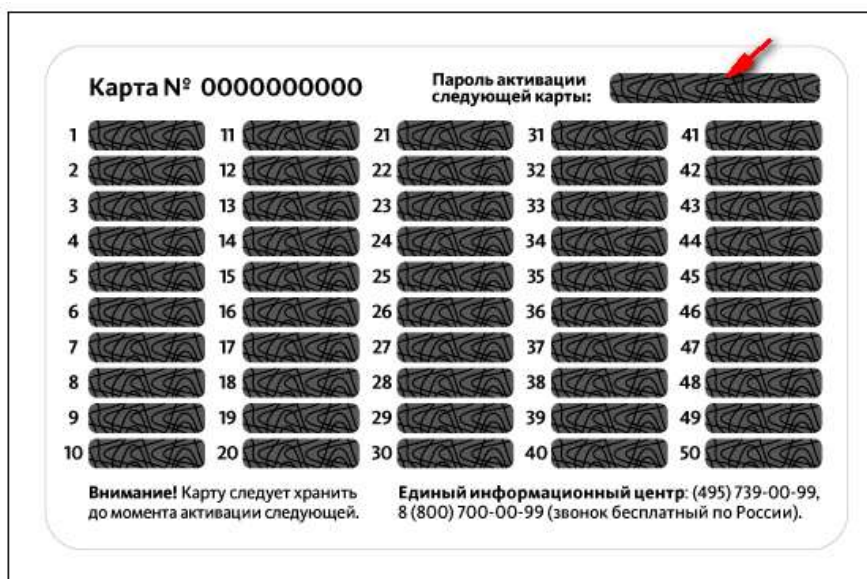 Карта № 0000000000
Пароль активации
следующей карты:
1 11 21 31 41
2 12 22 32 42
3 13 23 33 43
4 14 24 34 44
5 15 25 35 45
6 16 26 36 46
7 17 27 37 47
8 18 28 38 48
9 19 29 39 49
10 20 30 40 50
Внимание! Карту следует хранить
до момента активации следующей.
Единый информационный центр: (495) 739-00-99,
8 (800) 700-00-99 (звонок бесплатный по России).